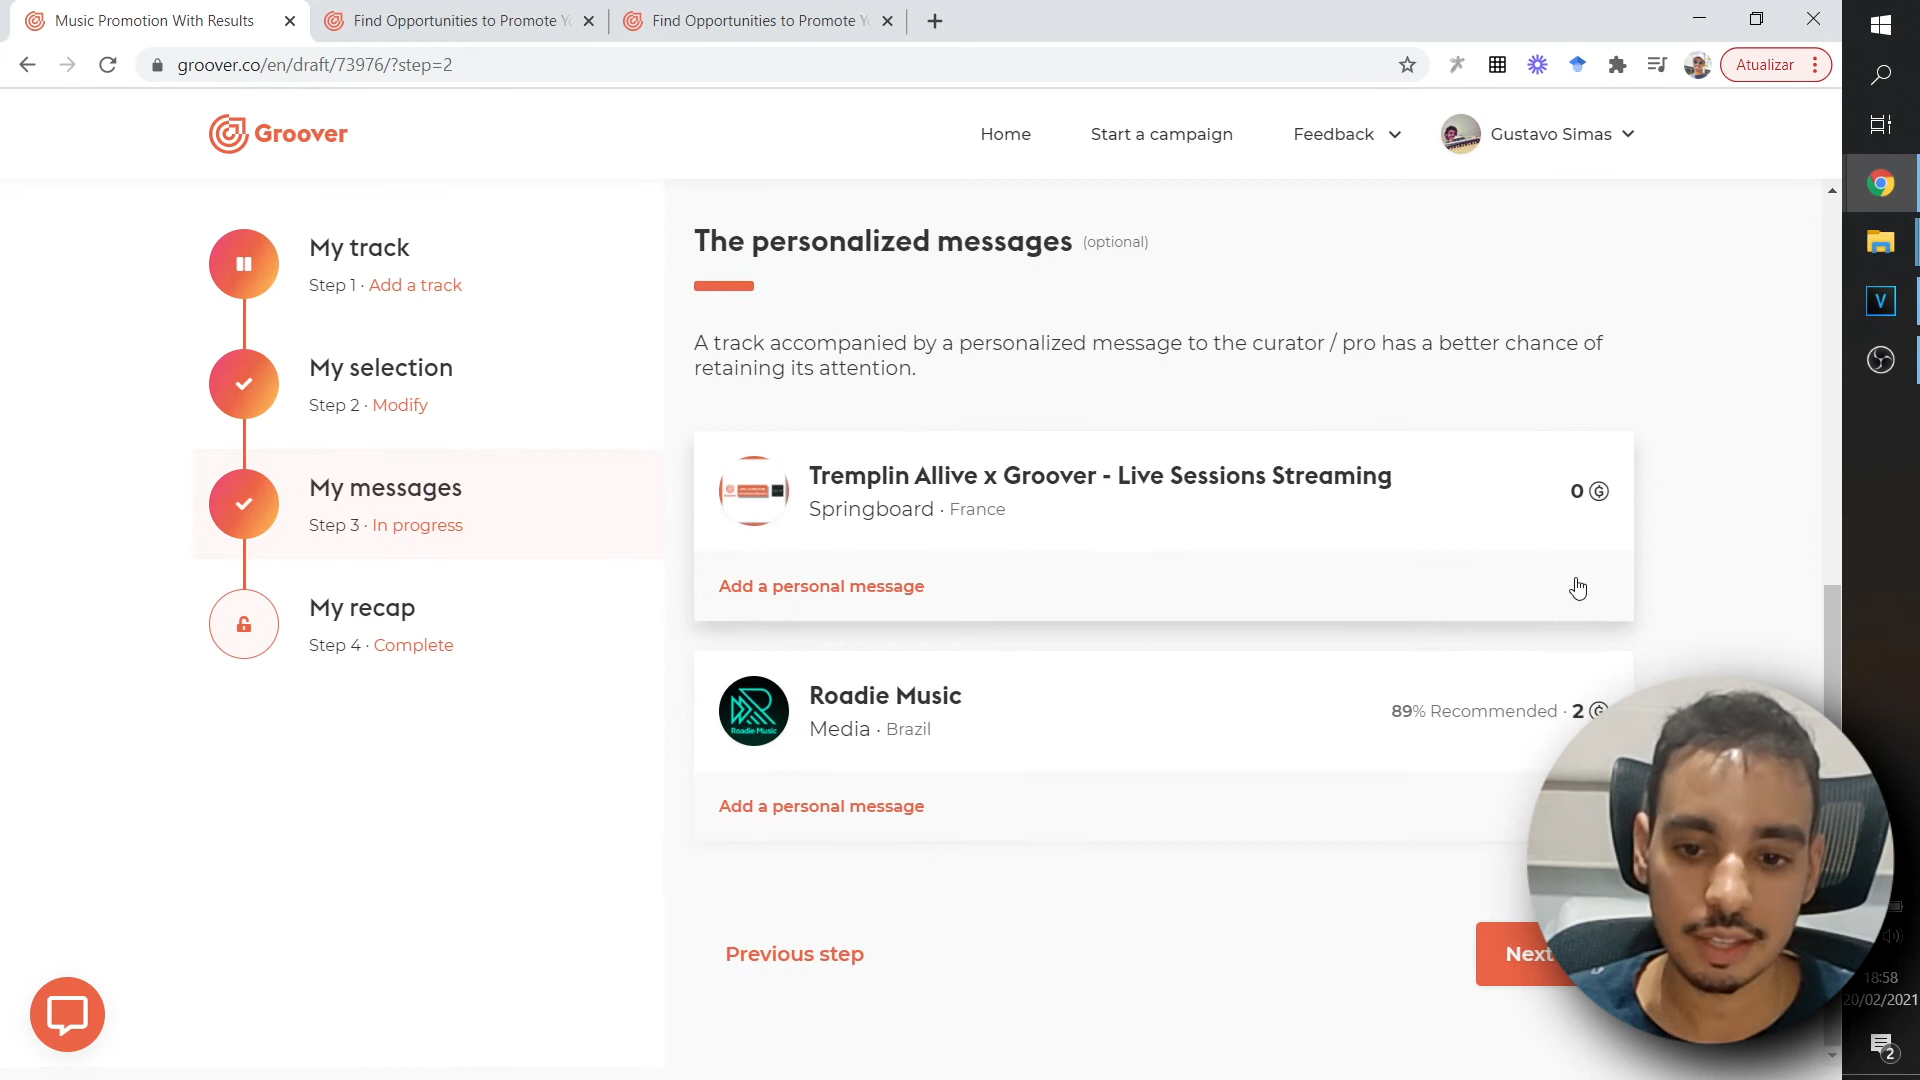 Music Promotion With Results
Find Opportunities to Promote Y
Find Opportunities to Promote Y
groover.co/en/draft/73976/?step=2
Atualizar
Groover
Home
Start a campaign
Feedback
Gustavo Simas
My track
Step 1 · Add a track
My selection
Step 2 · Modify
My messages
Step 3 · In progress
My recap
Step 4 · Complete
The personalized messages (optional)
A track accompanied by a personalized message to the curator / pro has a better chance of
retaining its attention.
Tremplin Allive x Groover - Live Sessions Streaming
Springboard · France
0
Add a personal message
Roadie Music
Roadie Music
Media · Brazil
89% Recommended · 2
Add a personal message
Previous step
Next
V
18:58
20/02/2021
2